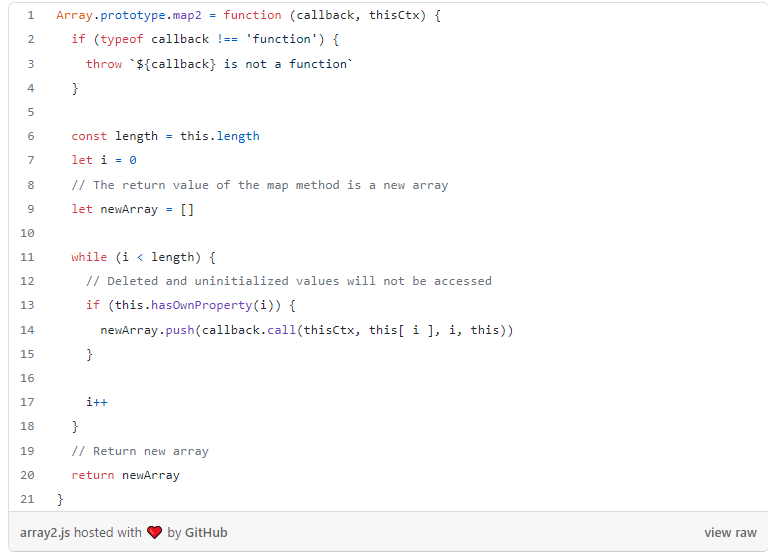 1 Array.prototype.map2 = function (callback, thisCtx) {
2   if (typeof callback !== 'function') {
3     throw `${callback} is not a function`
4   }
5
6   const length = this.length
7   let i = 0
8   // The return value of the map method is a new array
9   let newArray = []
10
11   while (i < length) {
12     // Deleted and uninitialized values will not be accessed
13     if (this.hasOwnProperty(i)) {
14       newArray.push(callback.call(thisCtx, this[ i ], i, this))
15     }
16
17     i++
18   }
19   // Return new array
20   return newArray
21 }
array2.js hosted with ❤ by GitHub view raw